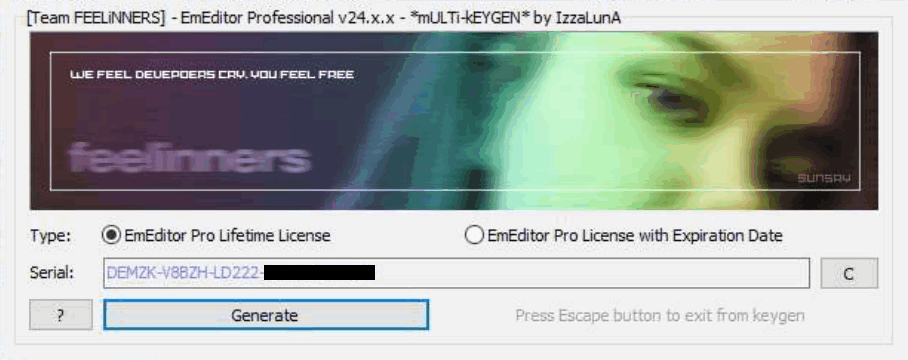 [Team FEELiNNERS] - EmEditor Professional v24.x.x - *mULTi-kEYGEN* by IzzaLunA
WE FEEL DEVEPOERS CRY. YOU FEEL FREE
feelinners
SUNSAY
Type: EmEditor Pro Lifetime License EmEditor Pro License with Expiration Date
Serial: DEMZK-V8BZH-LD222- C
? Generate Press Escape button to exit from keygen